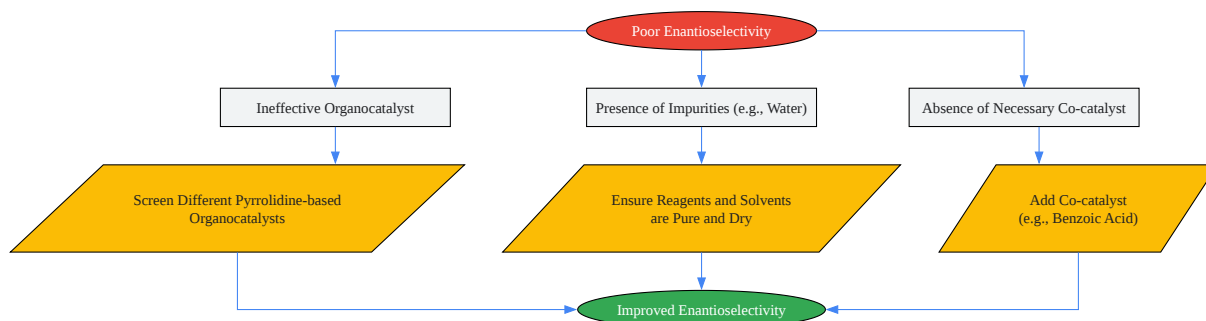 Poor Enantioselectivity
Ineffective Organocatalyst
Presence of Impurities (e.g., Water)
Absence of Necessary Co-catalyst
Screen Different Pyrrolidine-based
Organocatalysts
Ensure Reagents and Solvents
are Pure and Dry
Add Co-catalyst
(e.g., Benzoic Acid)
Improved Enantioselectivity